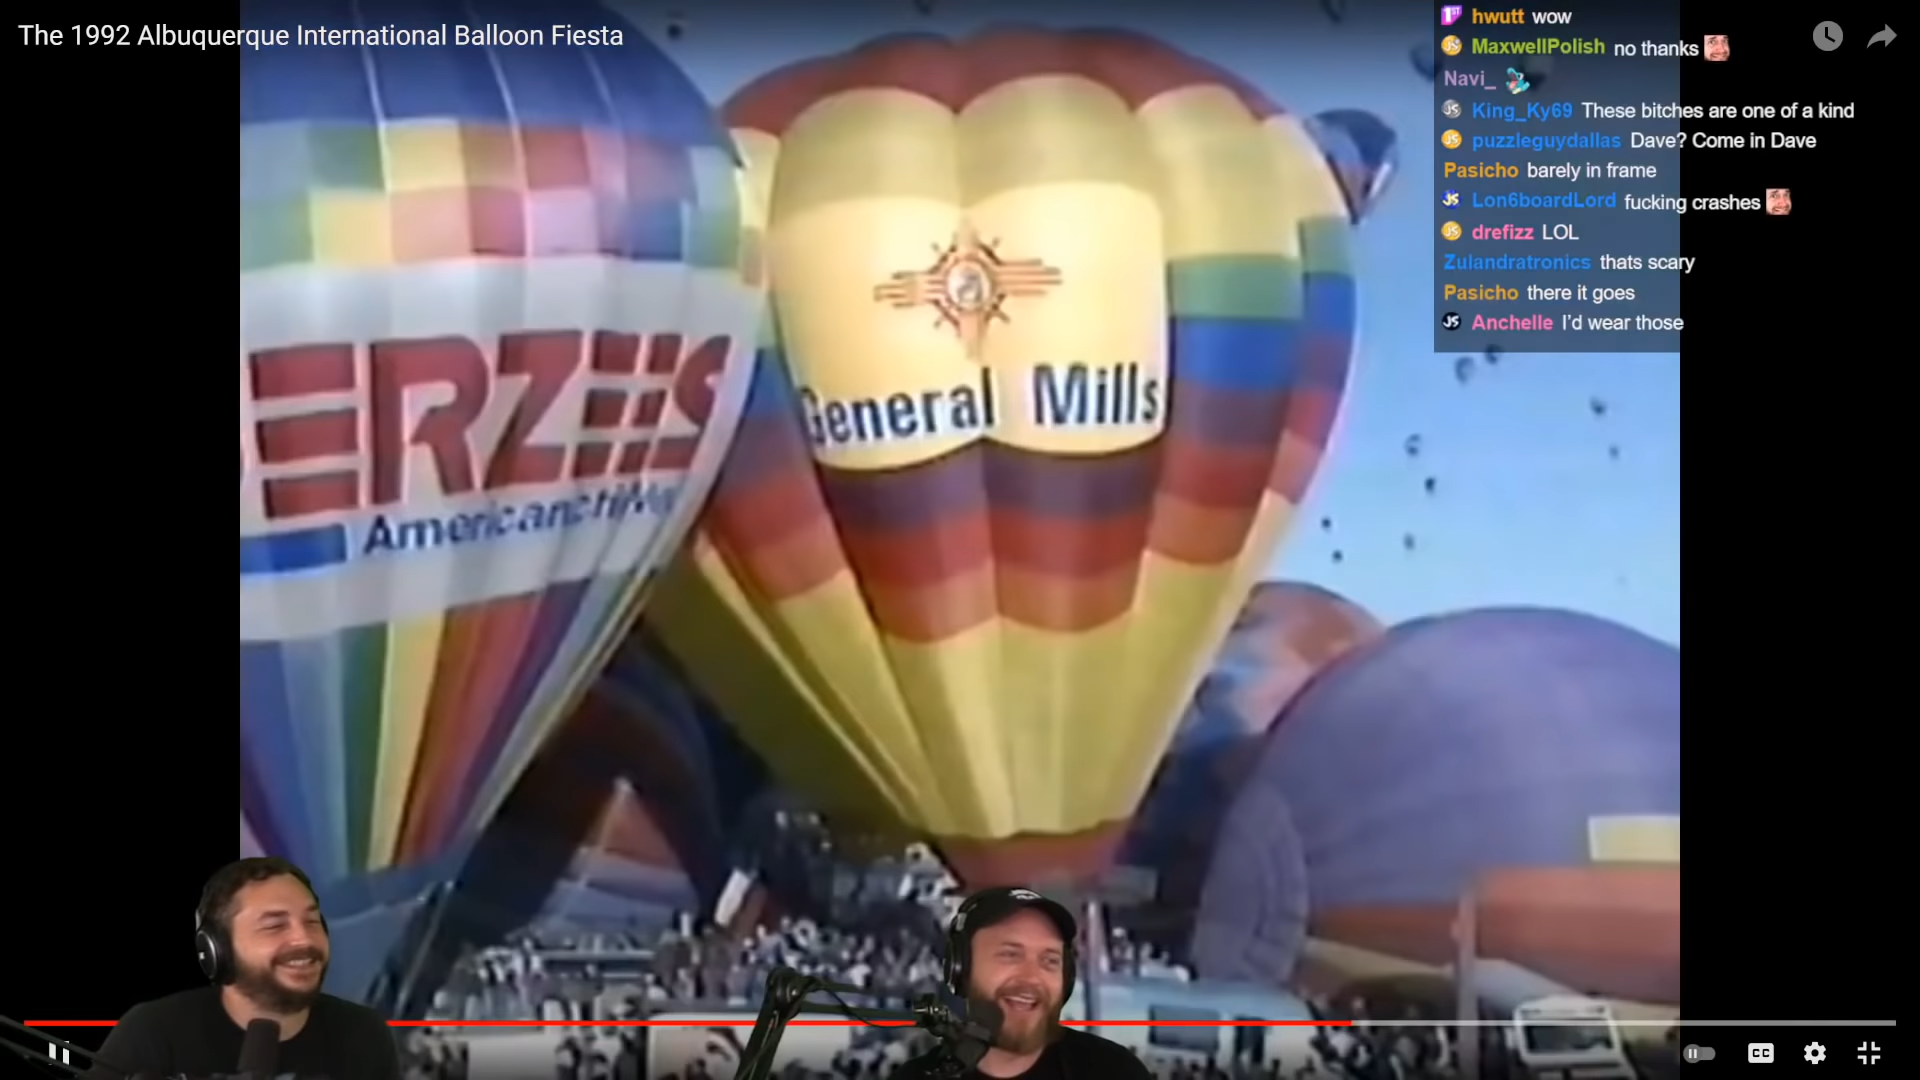 The 1992 Albuquerque International Balloon Fiesta
hwutt wow
MaxwellPolish no thanks
Navi_
King_Ky69 These bitches are one of a kind
puzzleguydallas Dave? Come in Dave
Pasicho barely in frame
Lon6boardLord fucking crashes
drefizz LOL
Zulandratronics thats scary
Pasicho there it goes
Anchelle I'd wear those
General Mills
CC